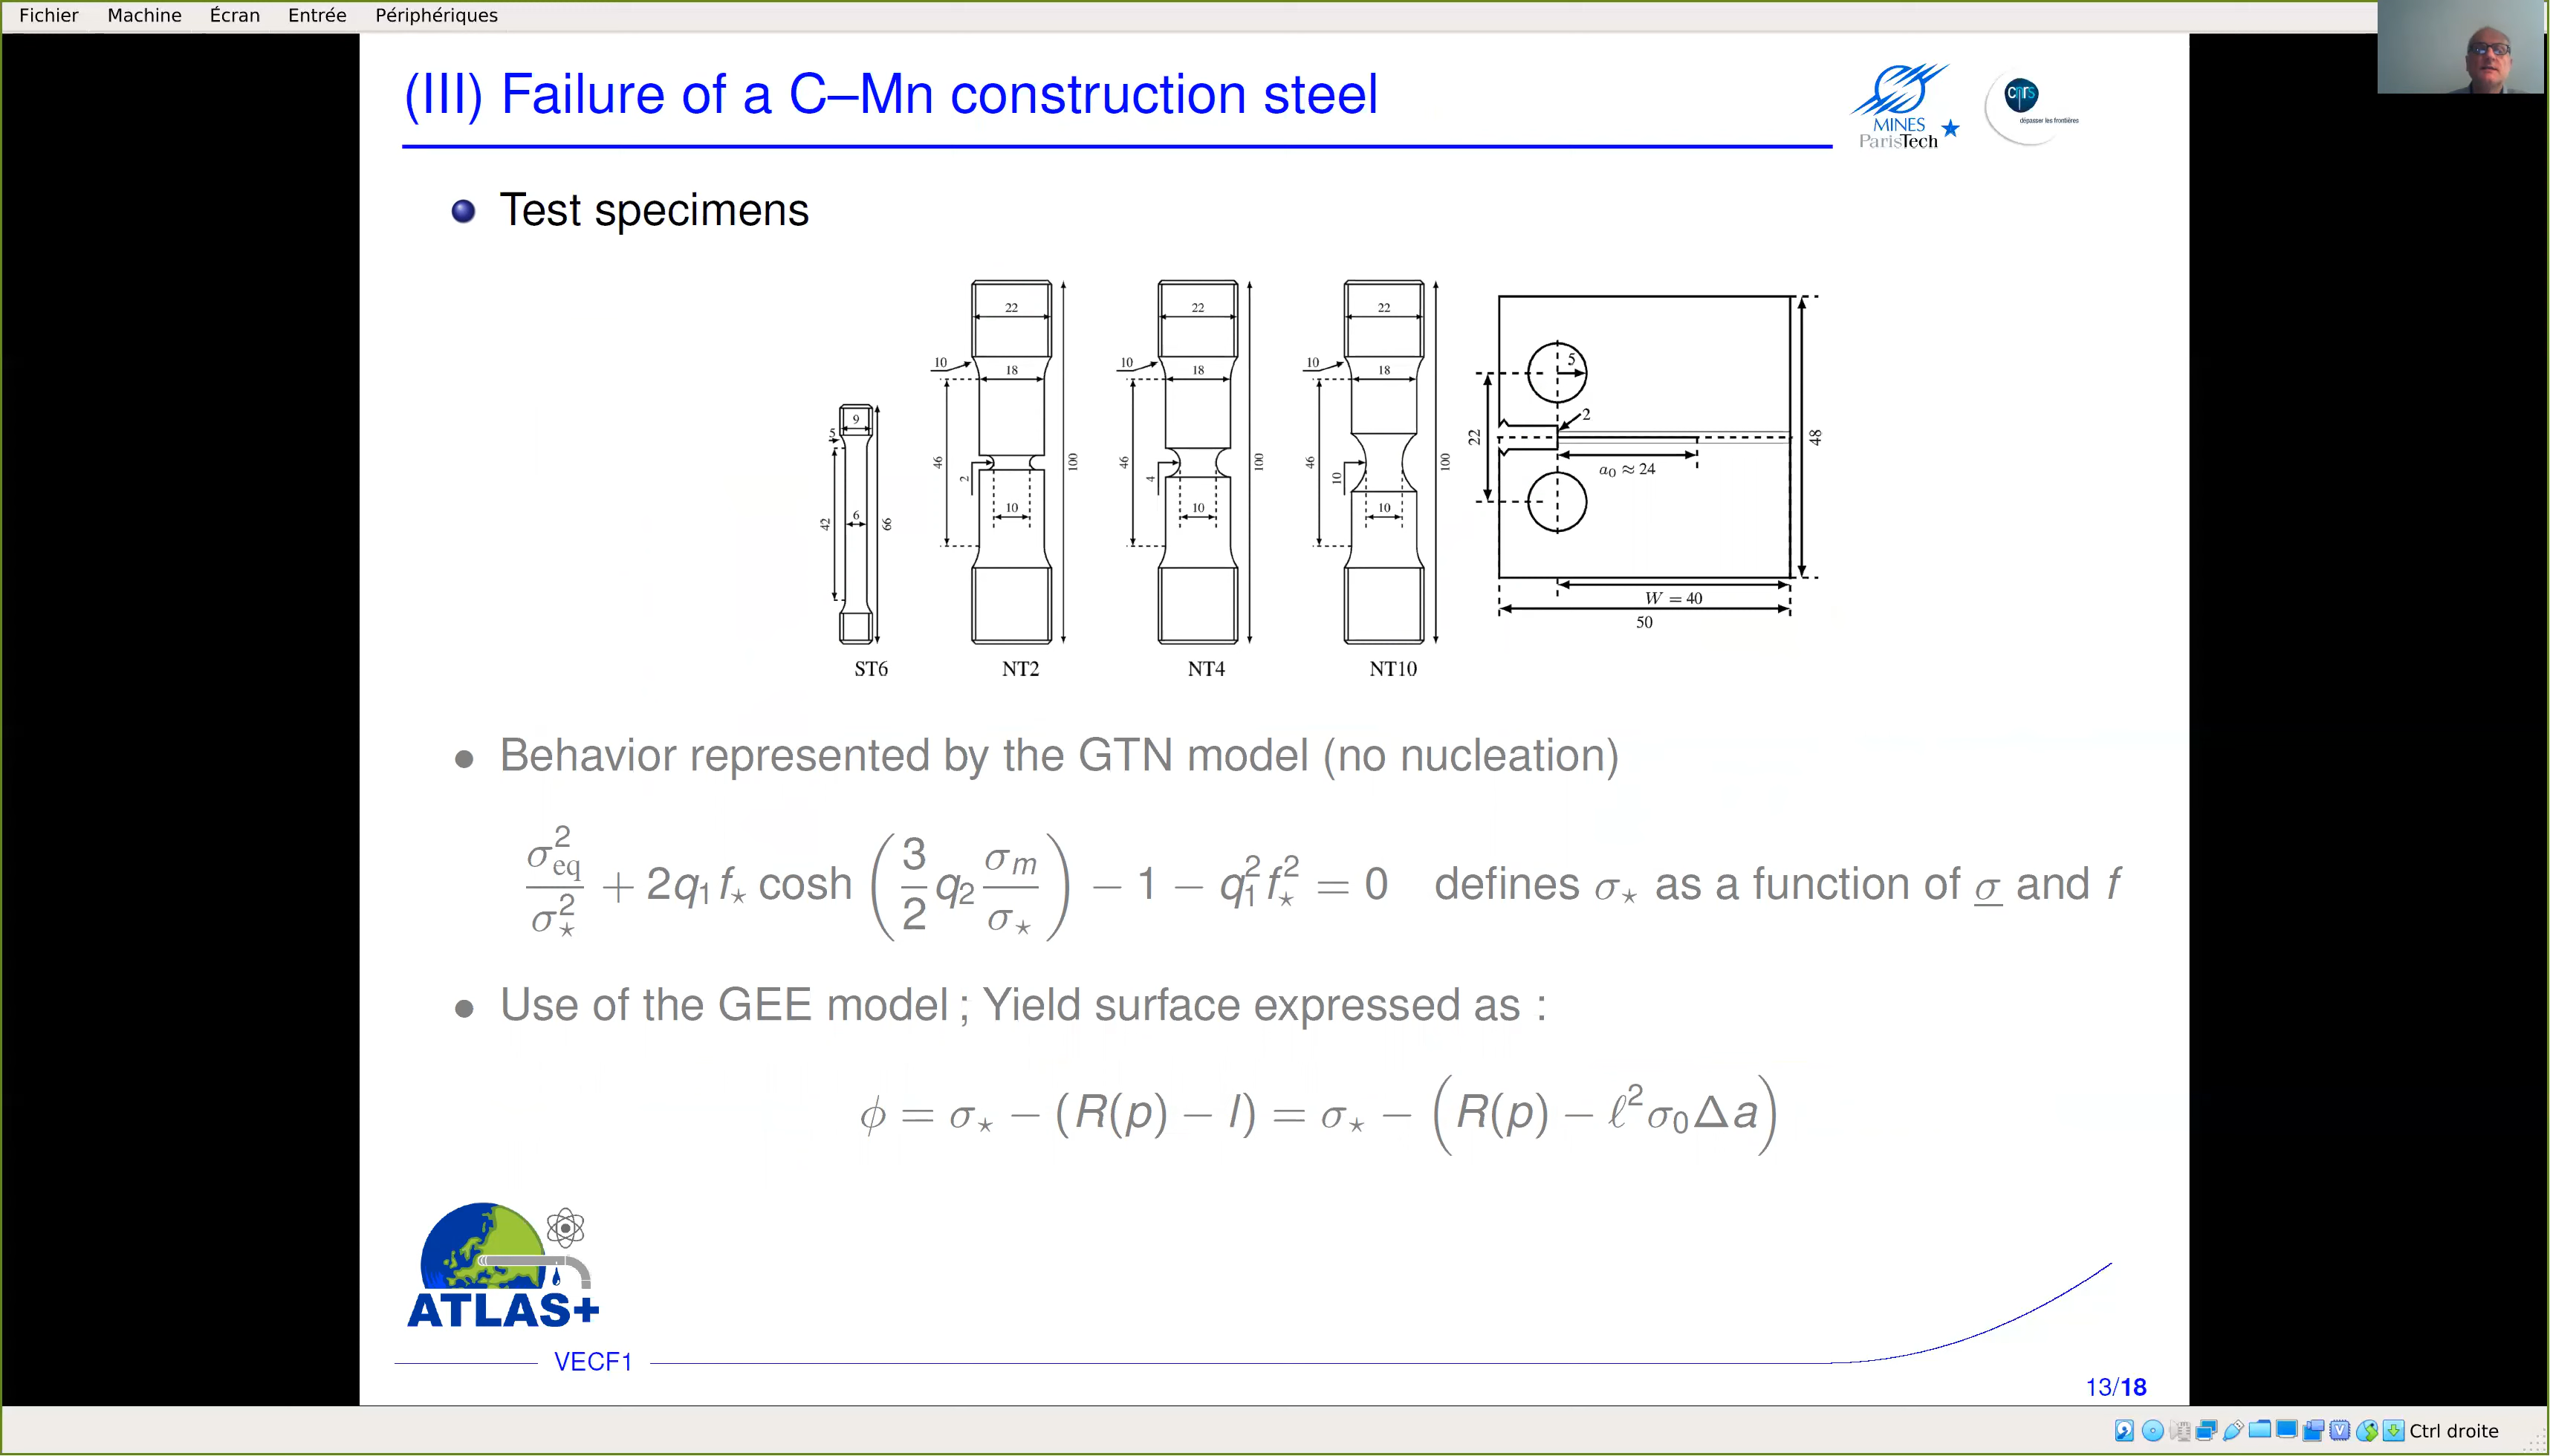 Fichier Machine Écran Entrée Périphériques
(III) Failure of a C–Mn construction steel
MINES
ParisTech
cnrs
dépasser les frontières
Test specimens
9
5
42
6
66
ST6
22
10
18
46
2
10
100
NT2
22
10
18
46
4
10
100
NT4
22
10
18
46
10
10
100
NT10
5
2
22
a₀ ≈ 24
48
W = 40
50
Behavior represented by the GTN model (no nucleation)
σ²eq/σ²⋆ + 2q₁f⋆ cosh(3/2 q₂ σm/σ⋆) − 1 − q₁²f⋆² = 0 defines σ⋆ as a function of σ and f
Use of the GEE model ; Yield surface expressed as :
ϕ = σ⋆ − (R(p) − I) = σ⋆ − (R(p) − ℓ²σ₀Δa)
ATLAS+
VECF1
13/18
Ctrl droite